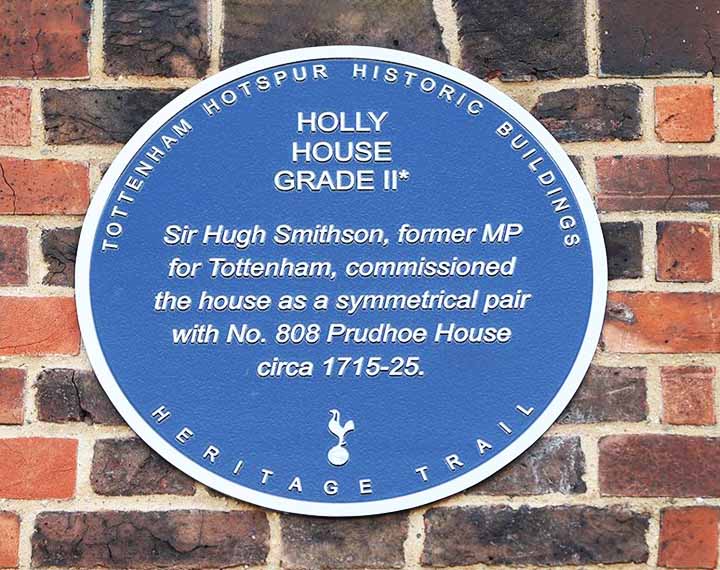 TOTTENHAM HOTSPUR HISTORIC BUILDINGS
HOLLY
HOUSE
GRADE II*
Sir Hugh Smithson, former MP
for Tottenham, commissioned
the house as a symmetrical pair
with No. 808 Prudhoe House
circa 1715-25.
HERITAGE TRAIL